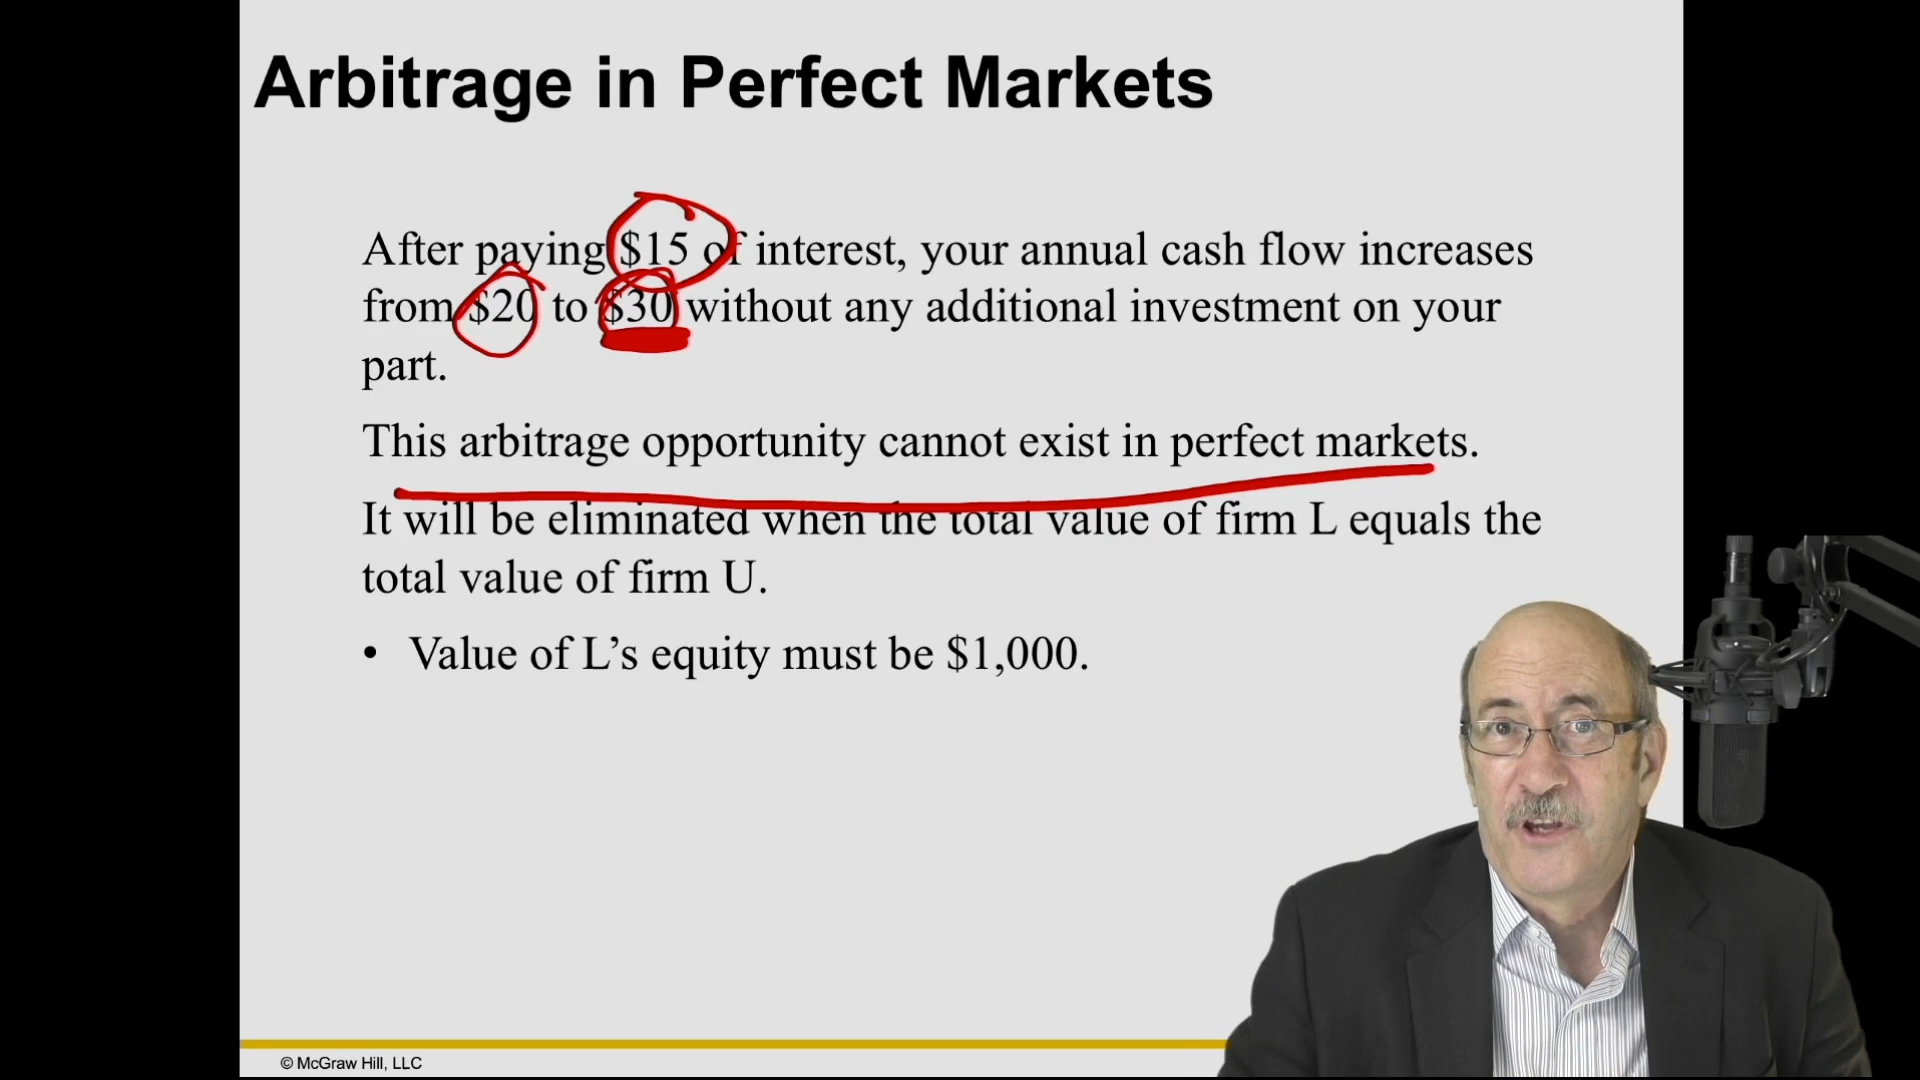 Arbitrage in Perfect Markets
After paying $15 of interest, your annual cash flow increases
from $20 to $30 without any additional investment on your
part.
This arbitrage opportunity cannot exist in perfect markets.
It will be eliminated when the total value of firm L equals the
total value of firm U.
• Value of L’s equity must be $1,000.
© McGraw Hill, LLC